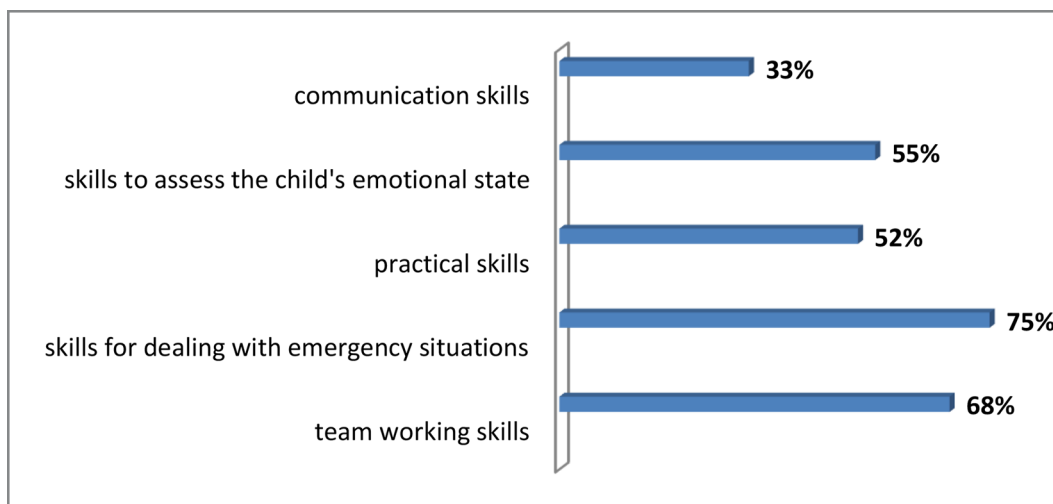 33%
communication skills
55%
skills to assess the child's emotional state
52%
practical skills
75%
skills for dealing with emergency situations
68%
team working skills